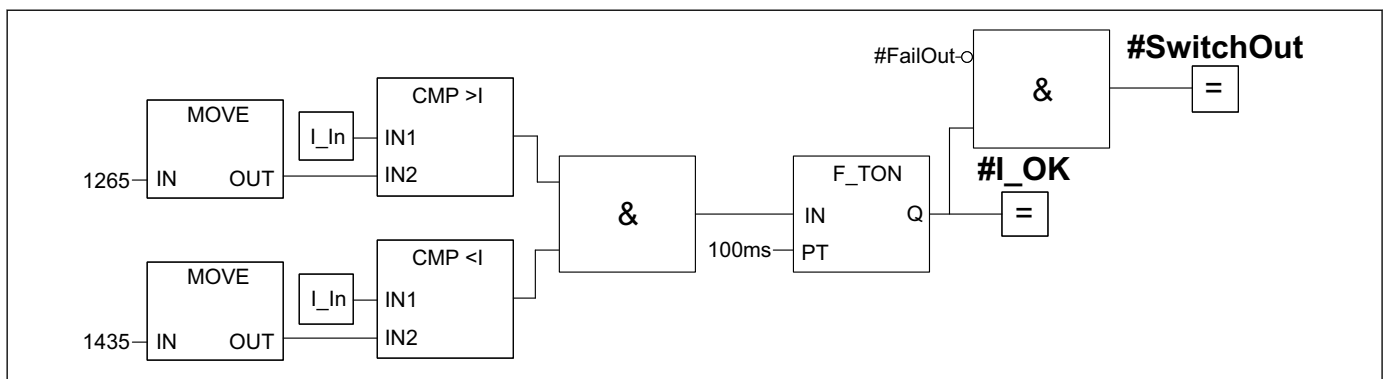 #FailOut
&
#SwitchOut
=
MOVE
1265
IN
OUT
I_In
CMP >I
IN1
IN2
&
F_TON
IN
Q
100ms
PT
#I_OK
=
MOVE
1435
IN
OUT
I_In
CMP <I
IN1
IN2